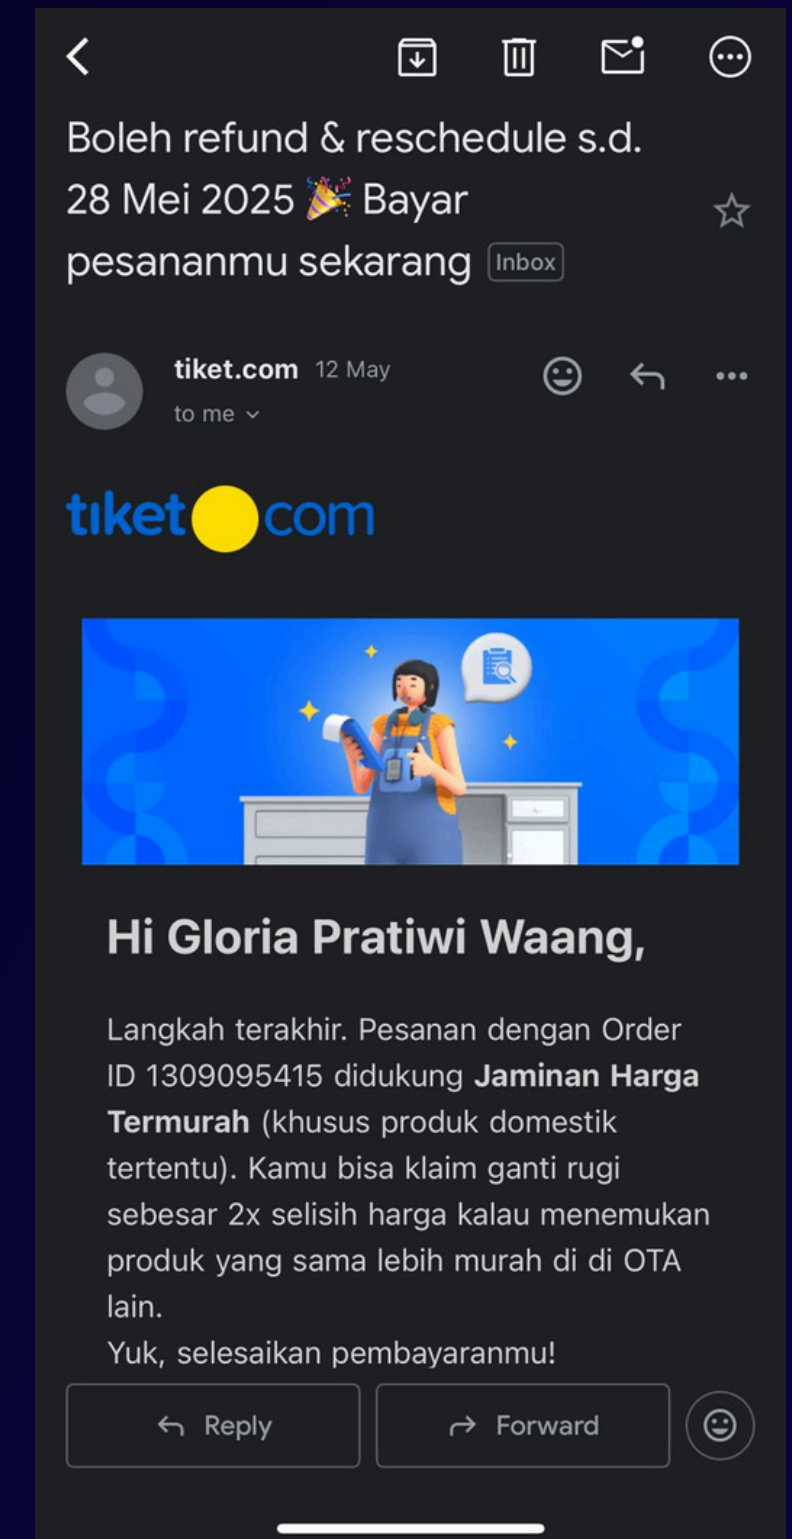 Boleh refund & reschedule s.d.
28 Mei 2025 🎉 Bayar
pesananmu sekarang Inbox
tiket.com 12 May
to me
tiket com
Hi Gloria Pratiwi Waang,
Langkah terakhir. Pesanan dengan Order
ID 1309095415 didukung Jaminan Harga
Termurah (khusus produk domestik
tertentu). Kamu bisa klaim ganti rugi
sebesar 2x selisih harga kalau menemukan
produk yang sama lebih murah di di OTA
lain.
Yuk, selesaikan pembayaranmu!
Reply Forward